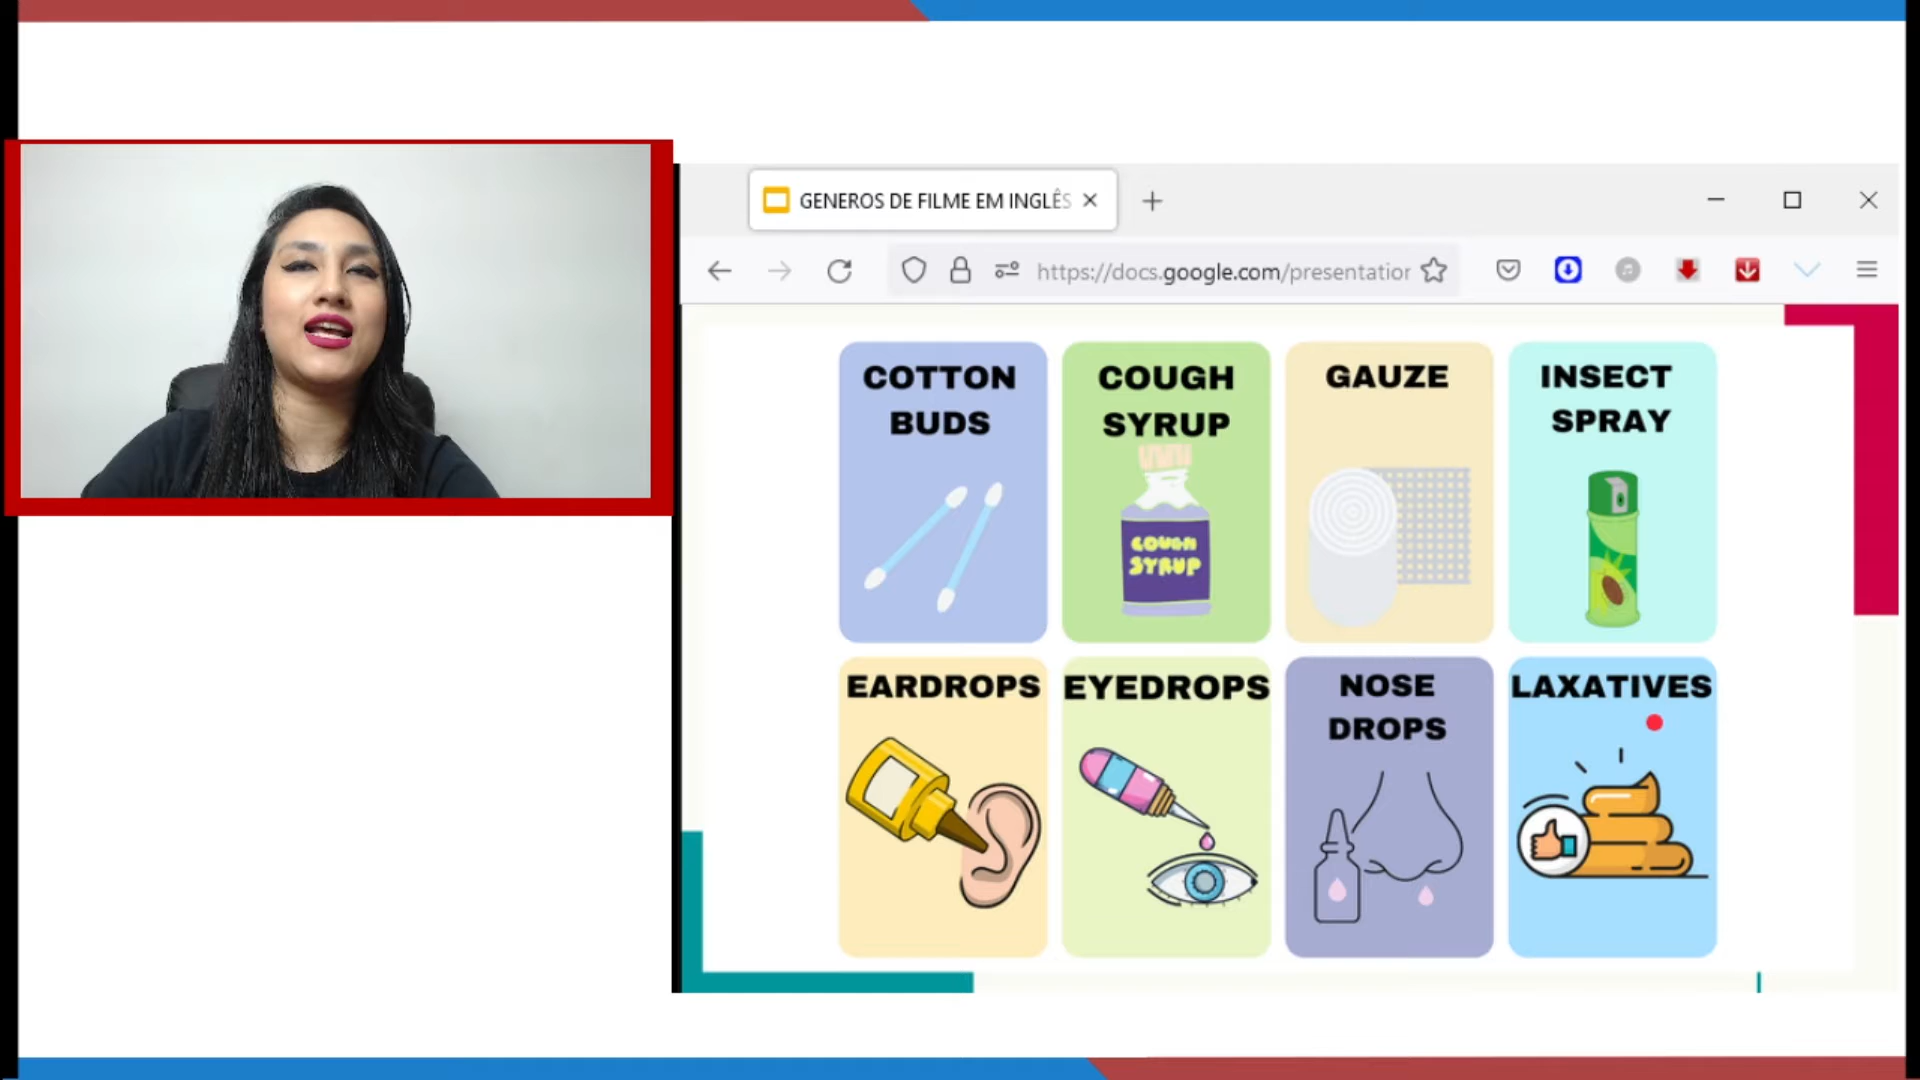 GENEROS DE FILME EM INGLÊS
https://docs.google.com/presentation
COTTON
BUDS
COUGH
SYRUP
COUGH
SYRUP
GAUZE
INSECT
SPRAY
EARDROPS
EYEDROPS
NOSE
DROPS
LAXATIVES